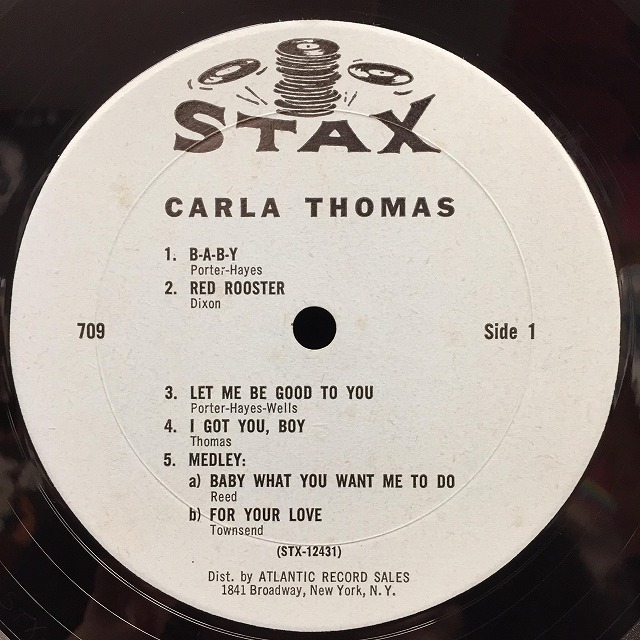 STAX
CARLA THOMAS
1. B-A-B-Y
Porter-Hayes
2. RED ROOSTER
Dixon
709
Side 1
3. LET ME BE GOOD TO YOU
Porter-Hayes-Wells
4. I GOT YOU, BOY
Thomas
5. MEDLEY:
a) BABY WHAT YOU WANT ME TO DO
Reed
b) FOR YOUR LOVE
Townsend
(STX-12431)
Dist. by ATLANTIC RECORD SALES
1841 Broadway, New York, N.Y.